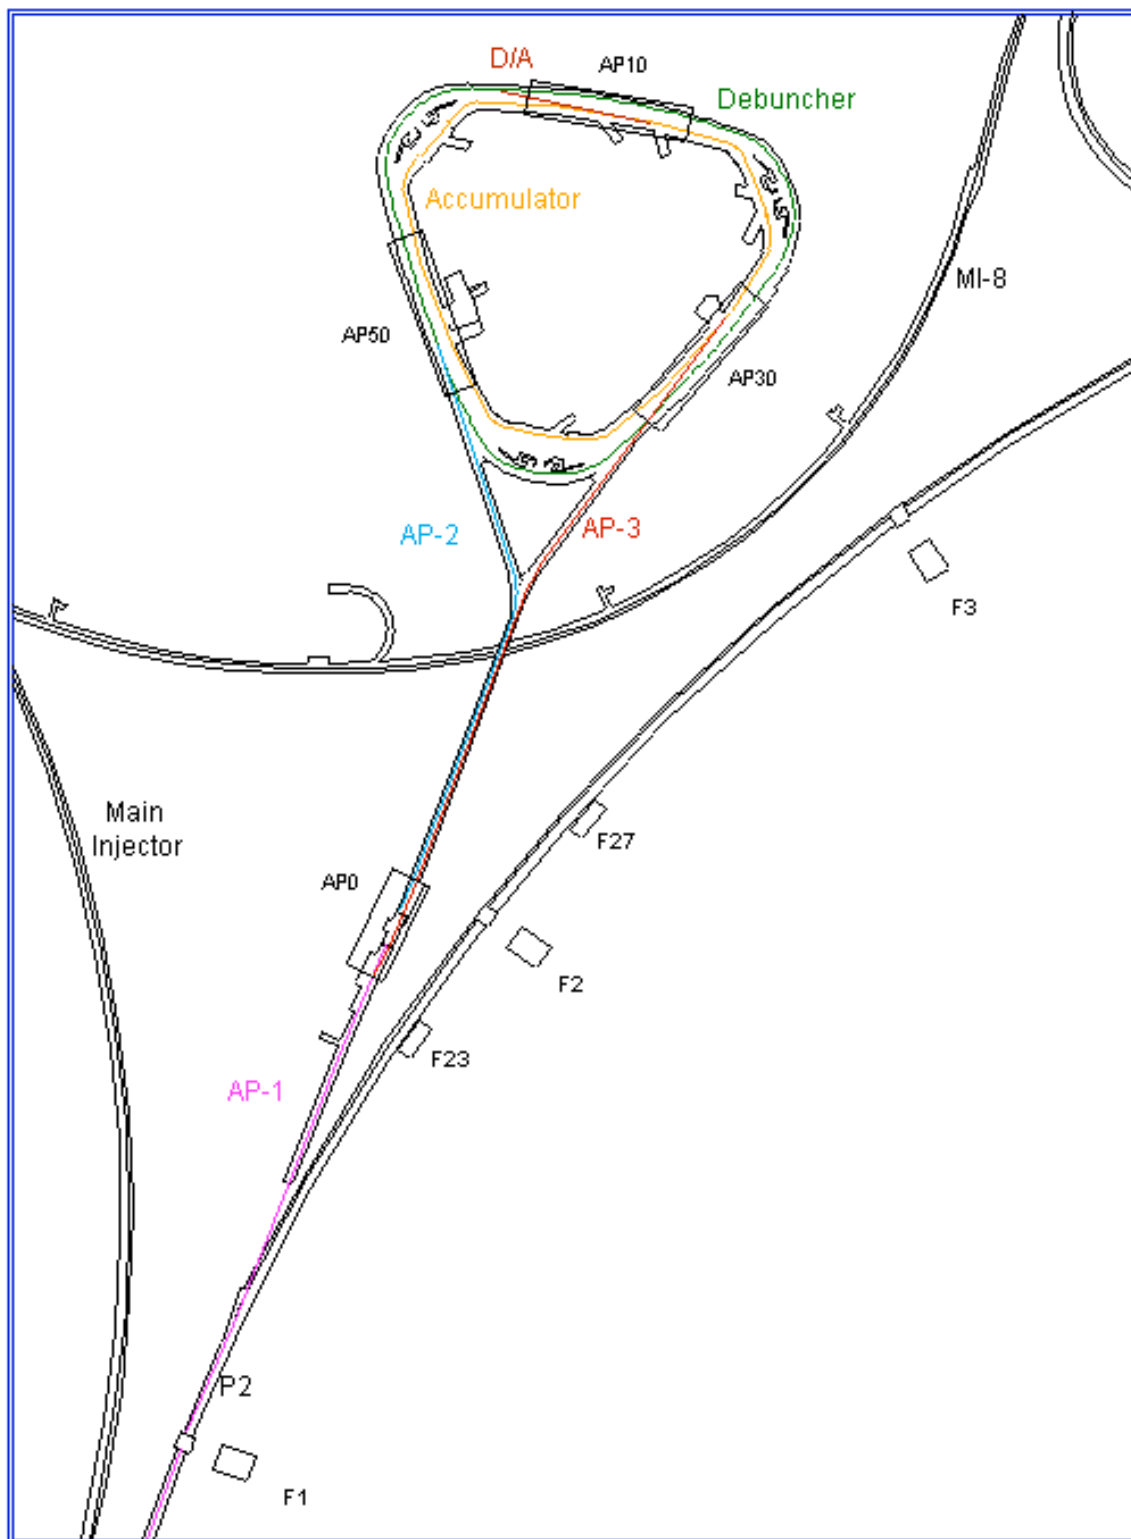 D/A
AP10
Debuncher
Accumulator
MI-8
AP50
AP30
AP-2
AP-3
F3
Main
Injector
F27
AP0
F2
F23
AP-1
P2
F1